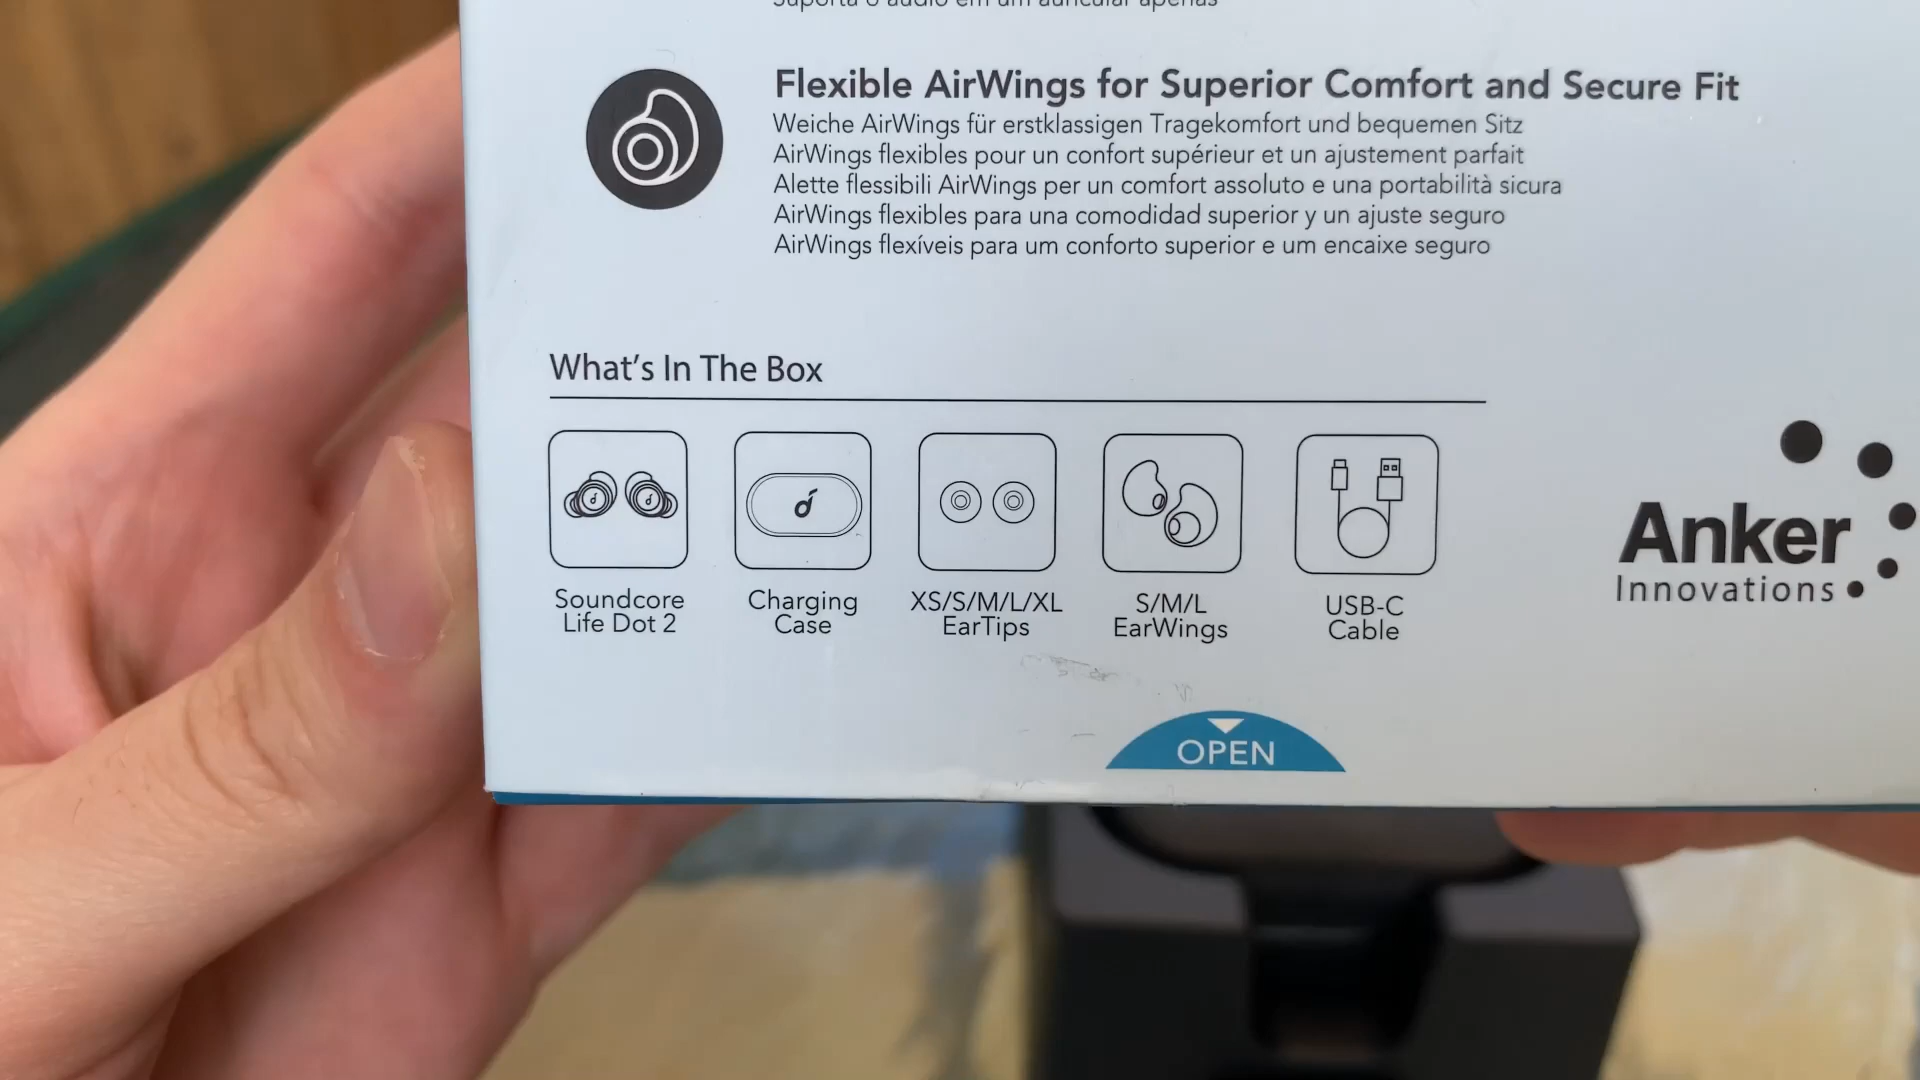 Suporta o áudio em um auricular apenas
Flexible AirWings for Superior Comfort and Secure Fit
Weiche AirWings für erstklassigen Tragekomfort und bequemen Sitz
AirWings flexibles pour un confort supérieur et un ajustement parfait
Alette flessibili AirWings per un comfort assoluto e una portabilità sicura
AirWings flexibles para una comodidad superior y un ajuste seguro
AirWings flexíveis para um conforto superior e um encaixe seguro
What's In The Box
Soundcore
Life Dot 2
Charging
Case
XS/S/M/L/XL
EarTips
S/M/L
EarWings
USB-C
Cable
Anker
Innovations
OPEN